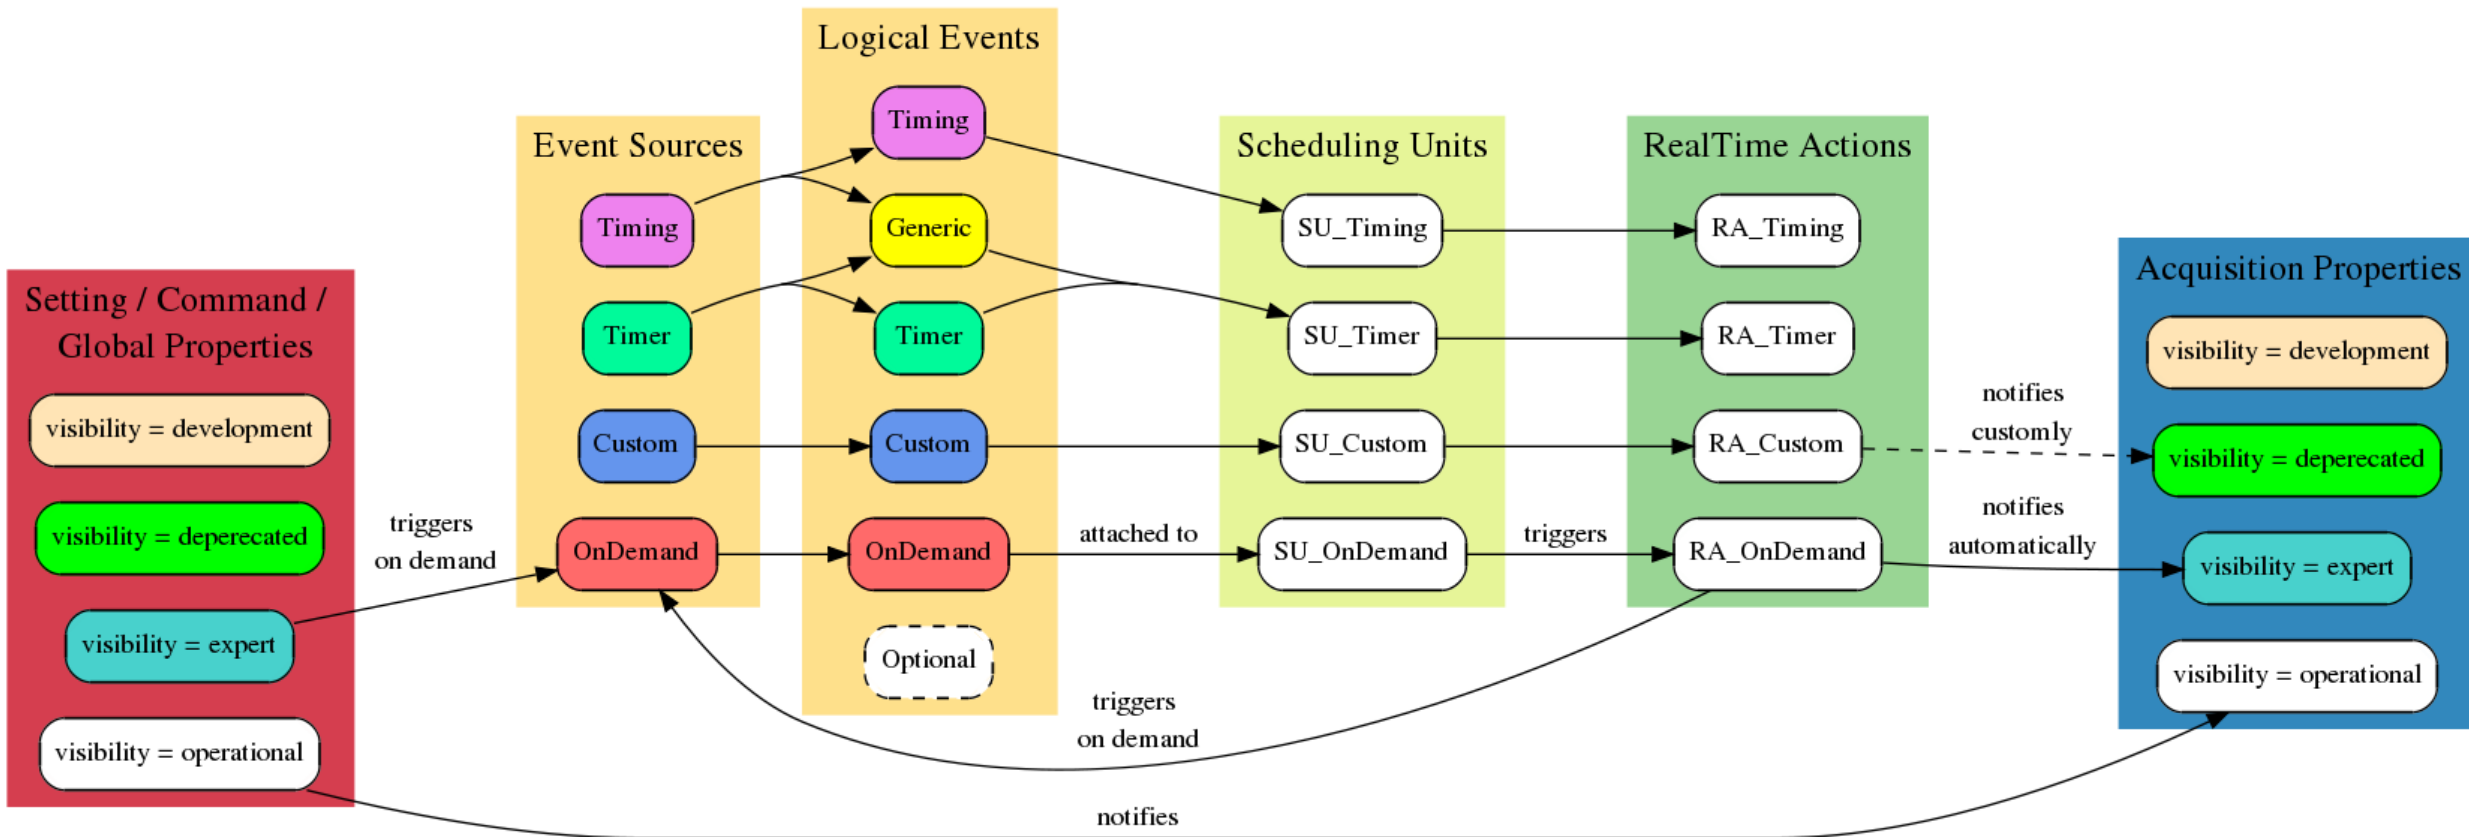 Setting / Command /
Global Properties
visibility = development
visibility = deperecated
visibility = expert
visibility = operational
triggers
on demand
Event Sources
Timing
Timer
Custom
OnDemand
Logical Events
Timing
Generic
Timer
Custom
OnDemand
Optional
attached to
triggers
on demand
notifies
Scheduling Units
SU_Timing
SU_Timer
SU_Custom
SU_OnDemand
triggers
RealTime Actions
RA_Timing
RA_Timer
RA_Custom
RA_OnDemand
notifies
customly
notifies
automatically
Acquisition Properties
visibility = development
visibility = deperecated
visibility = expert
visibility = operational